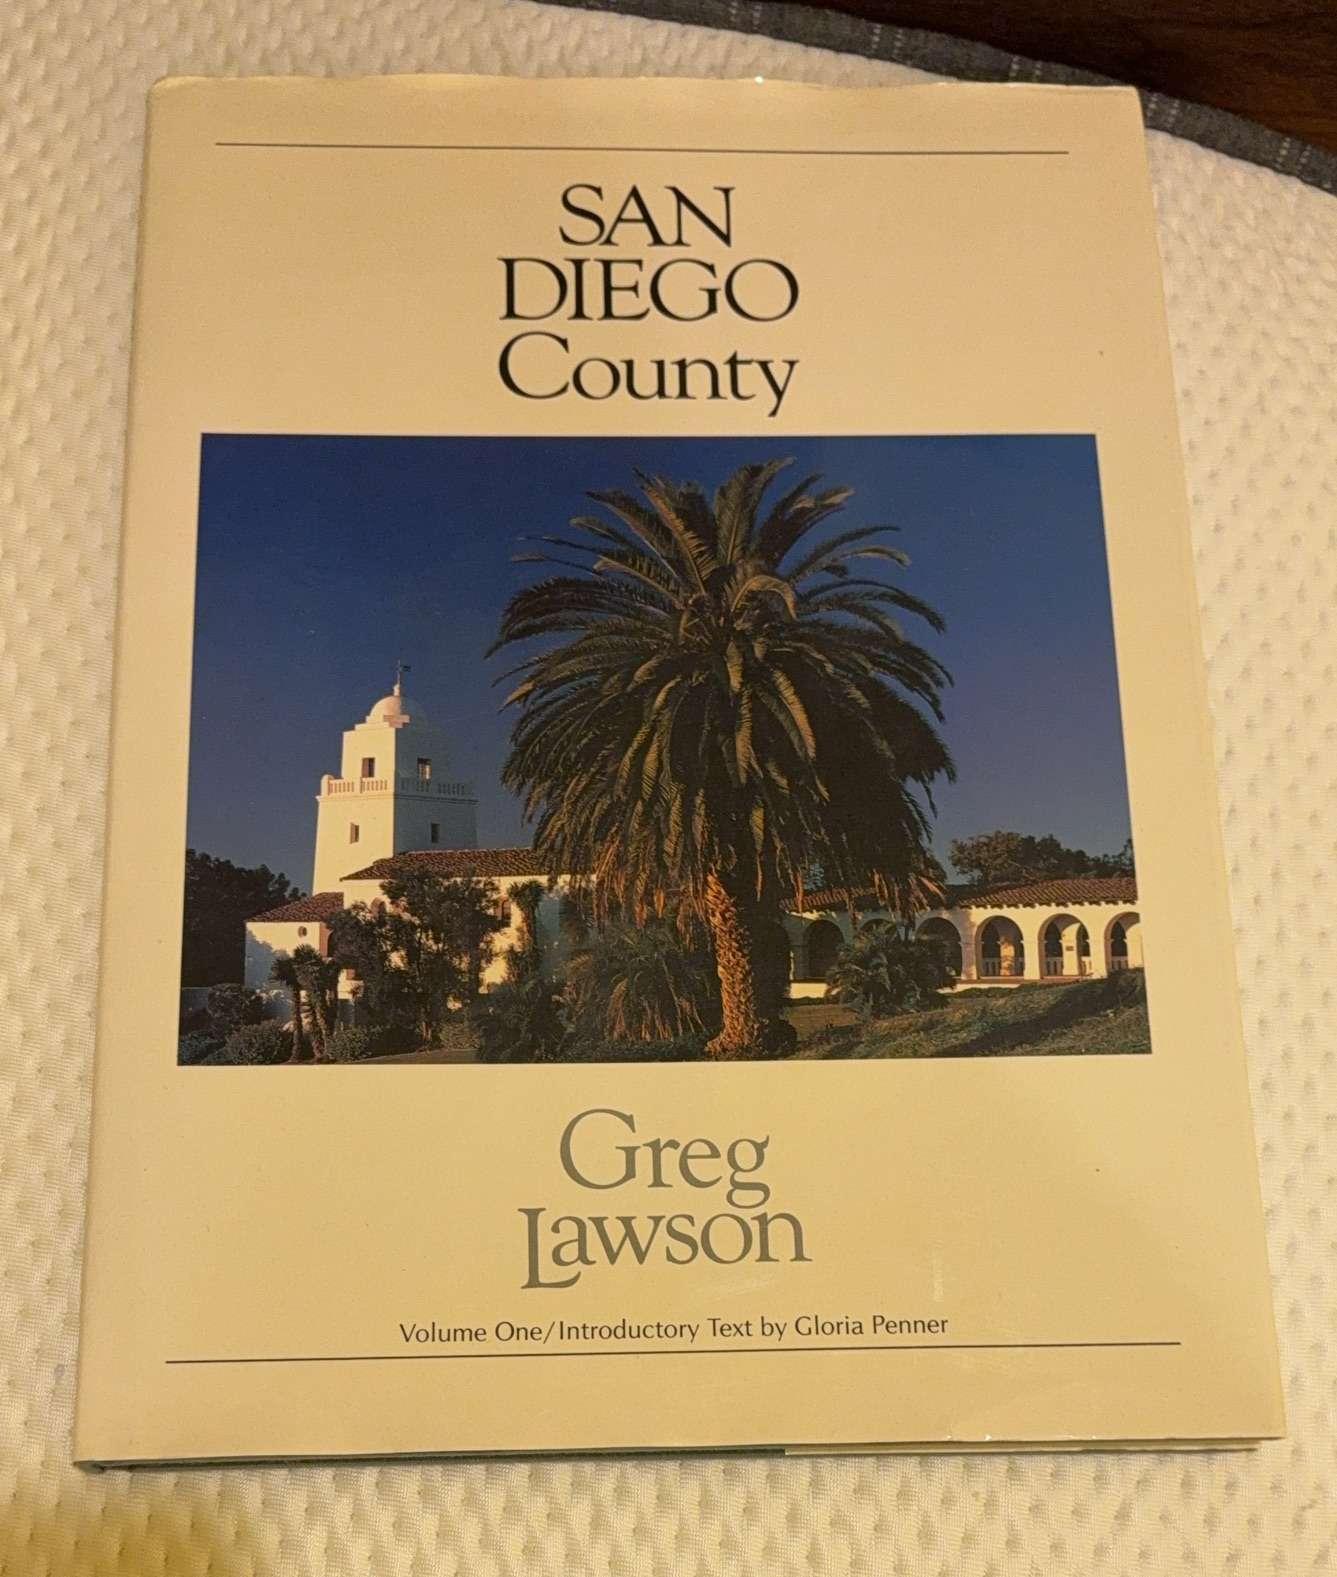 SAN
DIEGO
County
Greg
Lawson
Volume One/Introductory Text by Gloria Penner